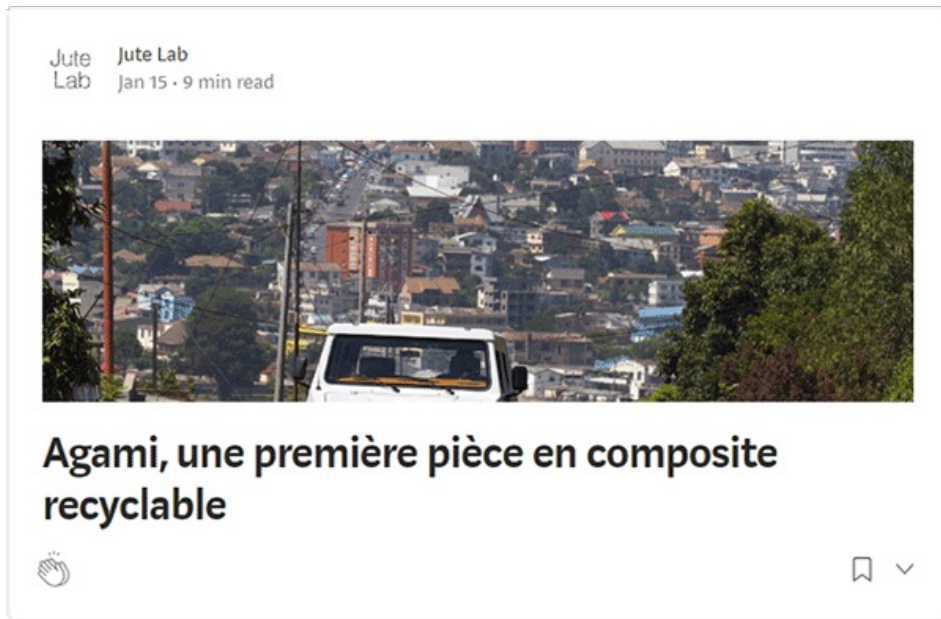 Jute
Lab
Jute Lab
Jan 15 · 9 min read
Agami, une première pièce en composite
recyclable